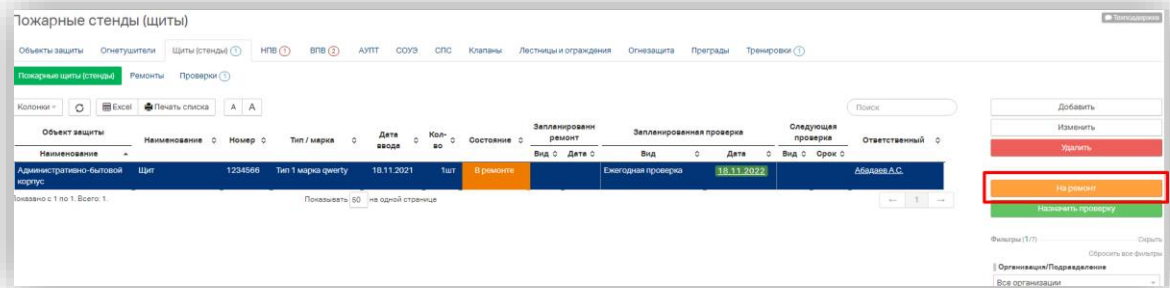 Пожарные стенды (щиты)
Техподдержка
Объекты защиты Огнетушители Щиты (стенды) 1 НПВ 1 ВПВ 2 АУПТ СОУЭ СПС Клапаны Лестницы и ограждения Огнезащита Преграды Тренировки 1
Пожарные щиты (стенды) Ремонты Проверки 1
Колонки Excel Печать списка A A Поиск
Добавить
Изменить
Удалить
На ремонт
Назначить проверку
Объект защиты Наименование Номер Тип / марка Дата ввода Кол-во Состояние Запланированн ремонт Запланированная проверка Следующая проверка Ответственный
Наименование Вид Дата Вид Дата Вид Срок
Административно-бытовой корпус Щит 1234566 Тип 1 марка qwerty 18.11.2021 1шт В ремонте Ежегодная проверка 18.11.2022 Абадаев А.С.
Показано с 1 по 1. Всего: 1. Показывать 50 на одной странице ← 1 →
Фильтры (1/7) Скрыть
Сбросить все фильтры
Организация/Подразделение
Все организации